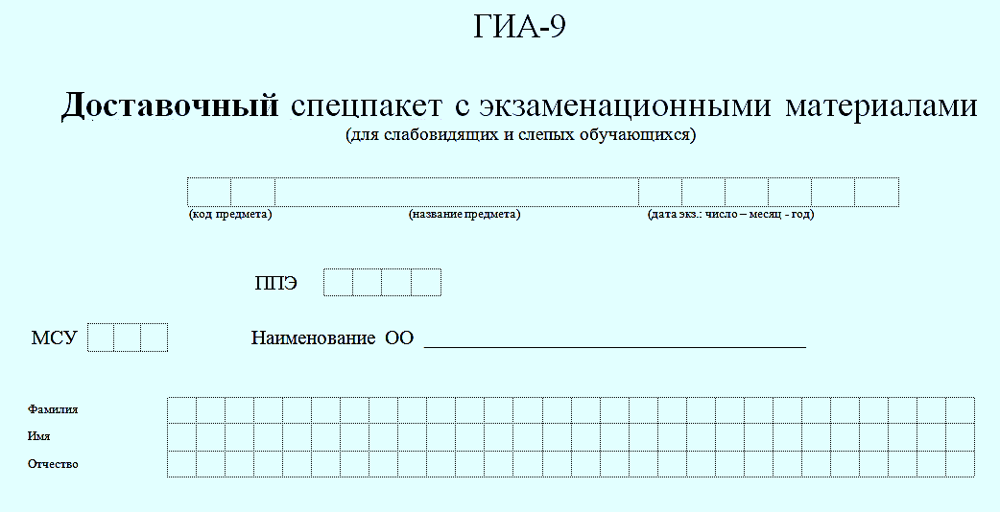 ГИА-9
Доставочный спецпакет с экзаменационными материалами
(для слабовидящих и слепых обучающихся)
(код предмета) (название предмета) (дата экз.: число – месяц - год)
ППЭ
МСУ Наименование ОО
Фамилия
Имя
Отчество